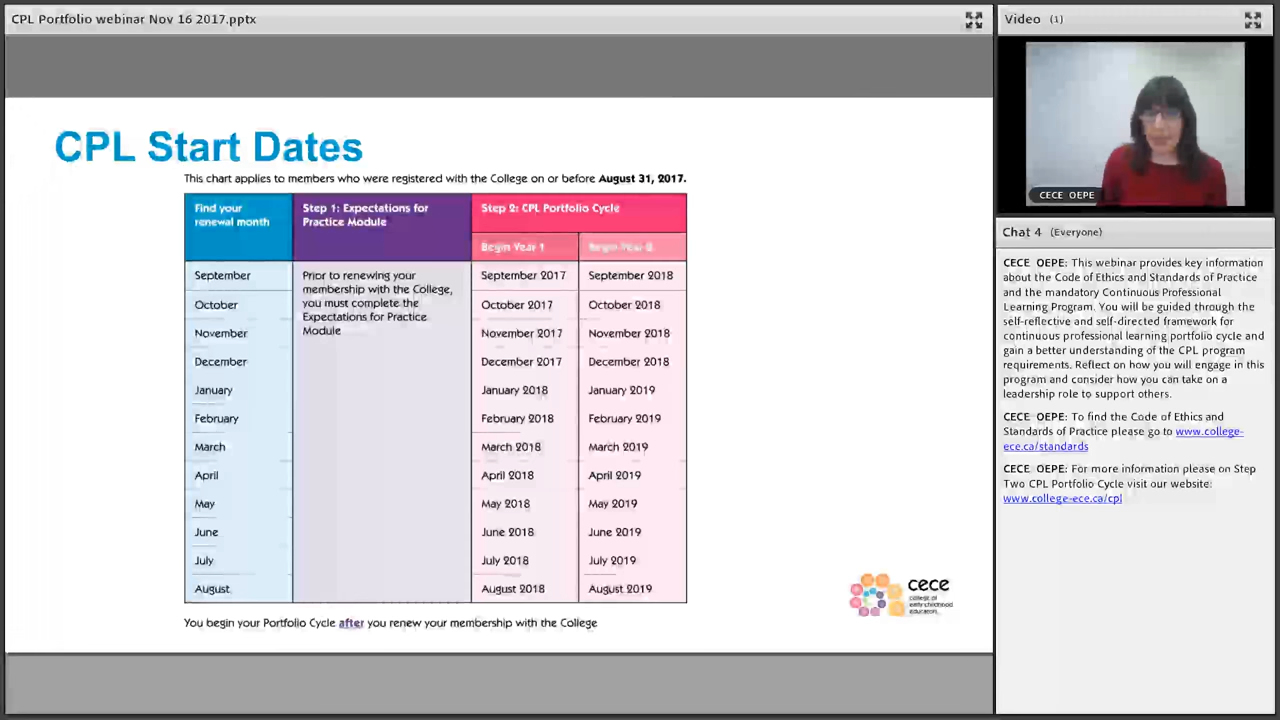 CPL Portfolio webinar Nov 16 2017.pptx
CPL Start Dates
This chart applies to members who were registered with the College on or before August 31, 2017.
Find your
renewal month
Step 1: Expectations for
Practice Module
Step 2: CPL Portfolio Cycle
Begin Year 1
Begin Year 2
September
Prior to renewing your
membership with the College,
you must complete the
Expectations for Practice
Module
September 2017
September 2018
October
October 2017
October 2018
November
November 2017
November 2018
December
December 2017
December 2018
January
January 2018
January 2019
February
February 2018
February 2019
March
March 2018
March 2019
April
April 2018
April 2019
May
May 2018
May 2019
June
June 2018
June 2019
July
July 2018
July 2019
August
August 2018
August 2019
You begin your Portfolio Cycle after you renew your membership with the College
cece
college of
early childhood
educators
Video (1)
CECE OEPE
Chat 4 (Everyone)
CECE OEPE: This webinar provides key information
about the Code of Ethics and Standards of Practice
and the mandatory Continuous Professional
Learning Program. You will be guided through the
self-reflective and self-directed framework for
continuous professional learning portfolio cycle and
gain a better understanding of the CPL program
requirements. Reflect on how you will engage in this
program and consider how you can take on a
leadership role to support others.
CECE OEPE: To find the Code of Ethics and
Standards of Practice please go to www.college-
ece.ca/standards
CECE OEPE: For more information please on Step
Two CPL Portfolio Cycle visit our website:
www.college-ece.ca/cpl